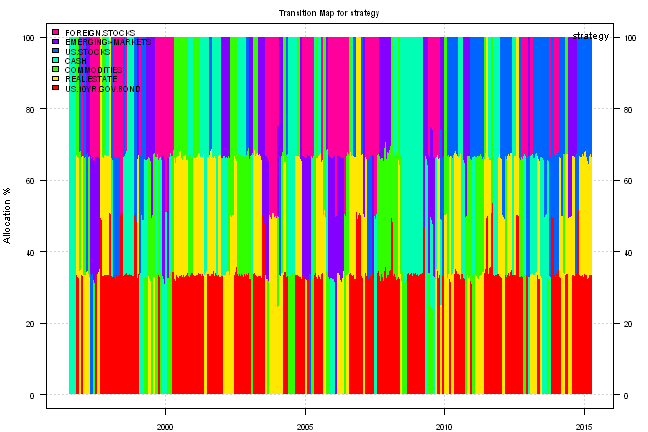 Transition Map for strategy
strategy
FOREIGN.STOCKS
EMERGING>MARKETS
US.STOCKS
CASH
COMMODITIES
REAL.ESTATE
US.10YR.GOV.BOND
Allocation %
100
80
60
40
20
0
100
80
60
40
20
0
2000 2005 2010 2015